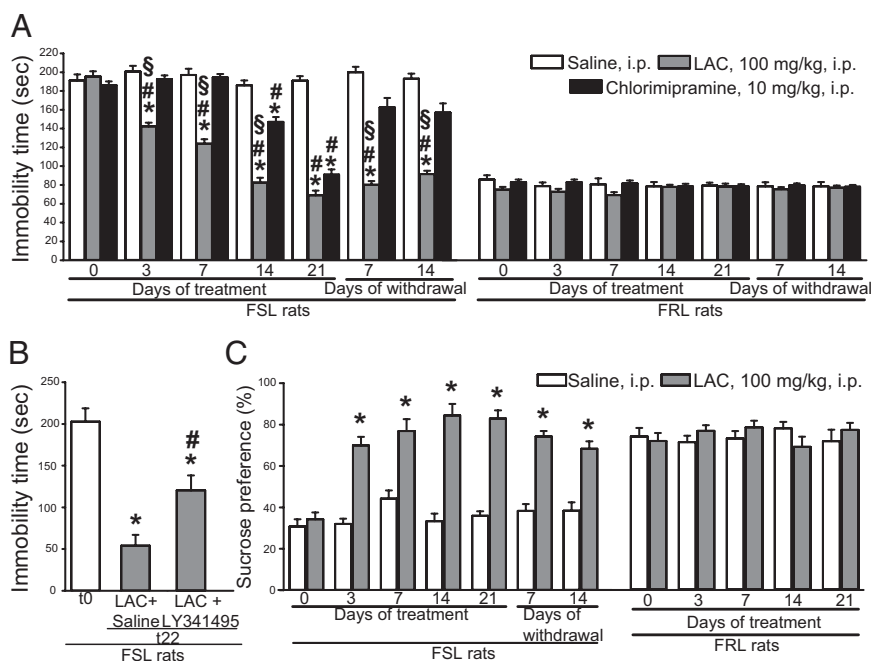 A
Immobility time (sec)
220
200
180
160
140
120
100
80
60
40
20
0
Saline, i.p. LAC, 100 mg/kg, i.p.
Chlorimipramine, 10 mg/kg, i.p.
§ § § # # § §
# # # * # * # #
* * * * * *
0 3 7 14 21 7 14
Days of treatment Days of withdrawal
FSL rats
0 3 7 14 21 7 14
Days of treatment Days of withdrawal
FRL rats
B
Immobility time (sec)
250
200
150
100
50
0
*
#
*
t0 LAC+ LAC +
Saline LY341495
t22
FSL rats
C
Sucrose preference (%)
100
80
60
40
20
0
Saline, i.p. LAC, 100 mg/kg, i.p.
* * * * * *
0 3 7 14 21 7 14
Days of treatment Days of
withdrawal
FSL rats
0 3 7 14 21
Days of treatment
FRL rats